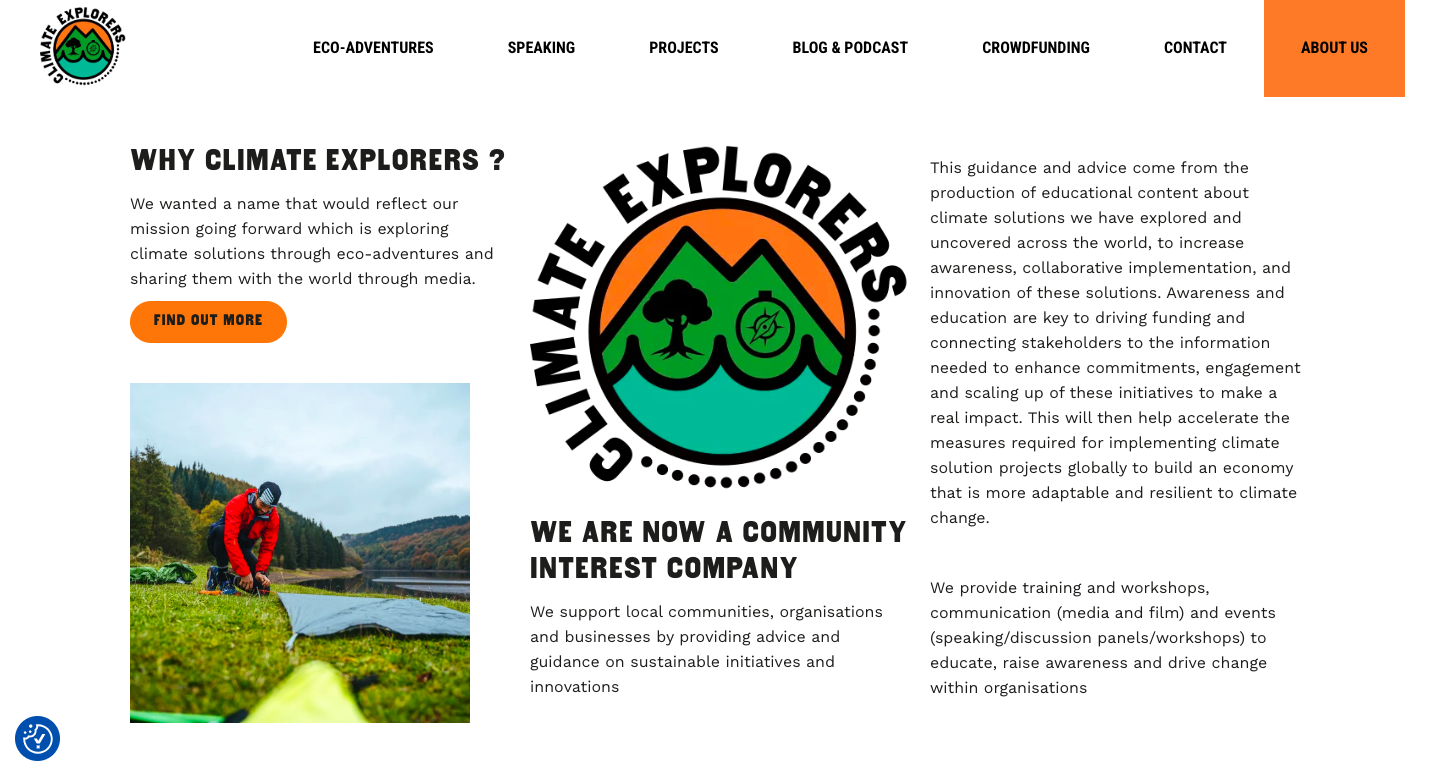 CLIMATE EXPLORERS
ECO-ADVENTURES
SPEAKING
PROJECTS
BLOG & PODCAST
CROWDFUNDING
CONTACT
ABOUT US
WHY CLIMATE EXPLORERS ?
We wanted a name that would reflect our
mission going forward which is exploring
climate solutions through eco-adventures and
sharing them with the world through media.
FIND OUT MORE
CLIMATE EXPLORERS
WE ARE NOW A COMMUNITY
INTEREST COMPANY
We support local communities, organisations
and businesses by providing advice and
guidance on sustainable initiatives and
innovations
This guidance and advice come from the
production of educational content about
climate solutions we have explored and
uncovered across the world, to increase
awareness, collaborative implementation, and
innovation of these solutions. Awareness and
education are key to driving funding and
connecting stakeholders to the information
needed to enhance commitments, engagement
and scaling up of these initiatives to make a
real impact. This will then help accelerate the
measures required for implementing climate
solution projects globally to build an economy
that is more adaptable and resilient to climate
change.
We provide training and workshops,
communication (media and film) and events
(speaking/discussion panels/workshops) to
educate, raise awareness and drive change
within organisations